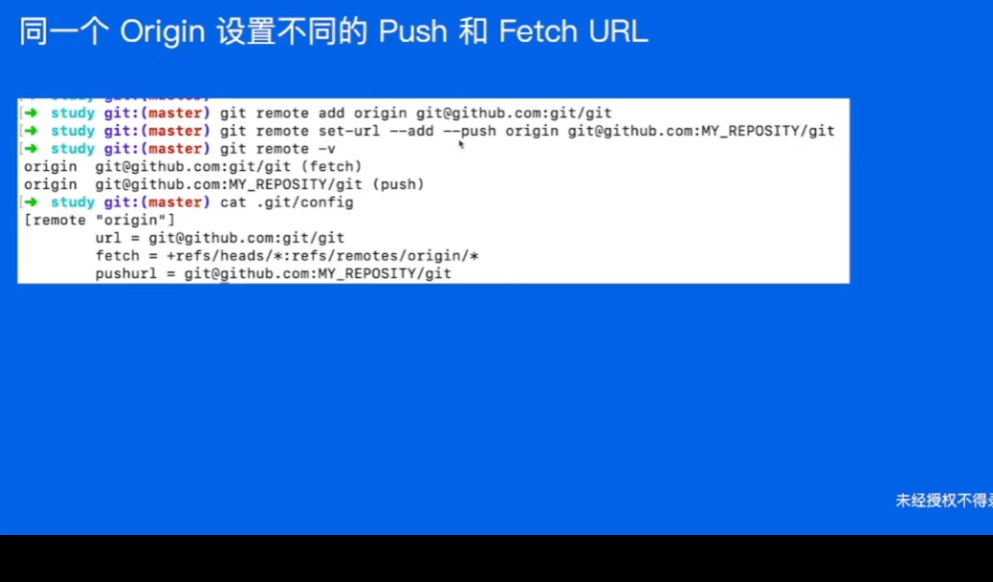 同一个 Origin 设置不同的 Push 和 Fetch URL
[➜ study git:(master) git remote add origin git@github.com:git/git
[➜ study git:(master) git remote set-url --add --push origin git@github.com:MY_REPOSITY/git
[➜ study git:(master) git remote -v
origin git@github.com:git/git (fetch)
origin git@github.com:MY_REPOSITY/git (push)
[➜ study git:(master) cat .git/config
[remote "origin"]
url = git@github.com:git/git
fetch = +refs/heads/*:refs/remotes/origin/*
pushurl = git@github.com:MY_REPOSITY/git
未经授权不得